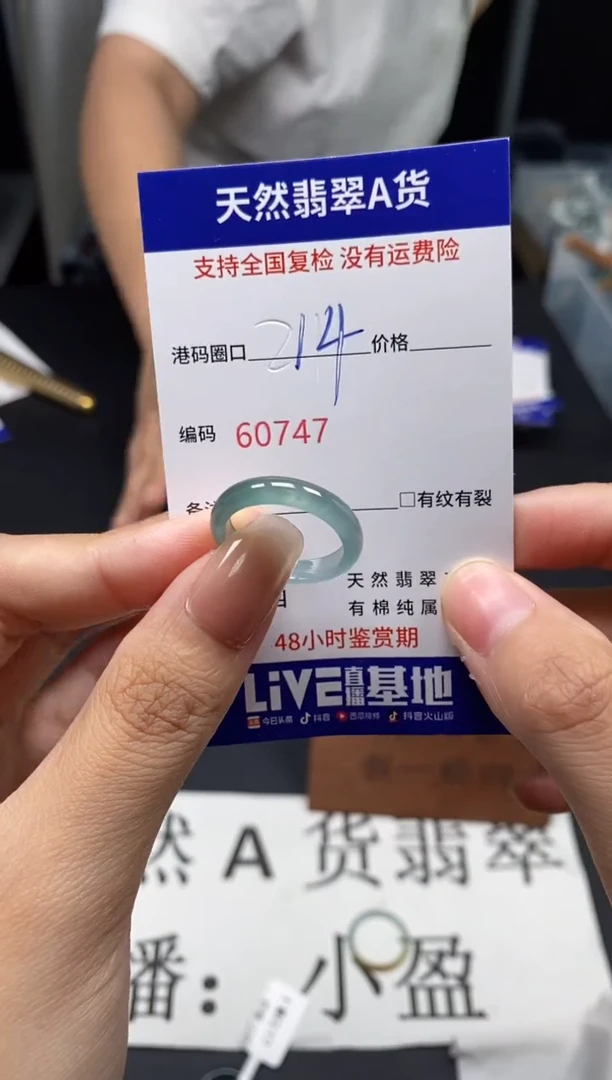 天然翡翠A货
支持全国复检 没有运费险
港码圈口 14 价格
编码 60747
□有纹有裂
天然翡翠
有棉纯属
48小时鉴赏期
LiVE直播基地
今日头条 抖音 西瓜视频 抖音火山版
然A货翡翠
播：小盈